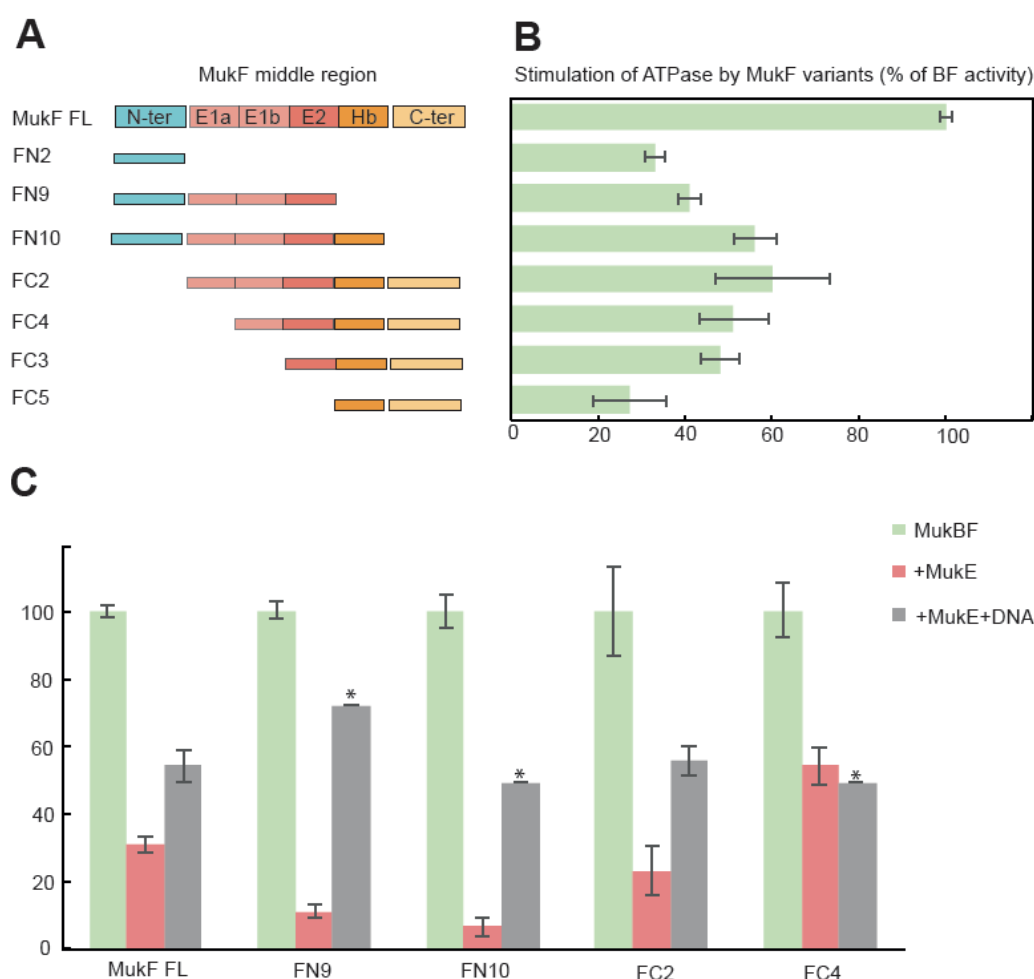 A
B
MukF middle region
Stimulation of ATPase by MukF variants (% of BF activity)
MukF FL N-ter E1a E1b E2 Hb C-ter
FN2
FN9
FN10
FC2
FC4
FC3
FC5
0 20 40 60 80 100
C
MukBF
+MukE
+MukE+DNA
100
80
60
40
20
0
* * *
MukF FL FN9 FN10 FC2 FC4